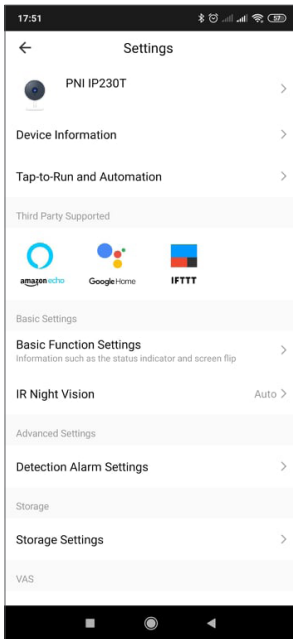 17:51
57
Settings
PNI IP230T
Device Information
Tap-to-Run and Automation
Third Party Supported
amazon echo
Google Home
IFTTT
Basic Settings
Basic Function Settings
Information such as the status indicator and screen flip
IR Night Vision
Auto
Advanced Settings
Detection Alarm Settings
Storage
Storage Settings
VAS